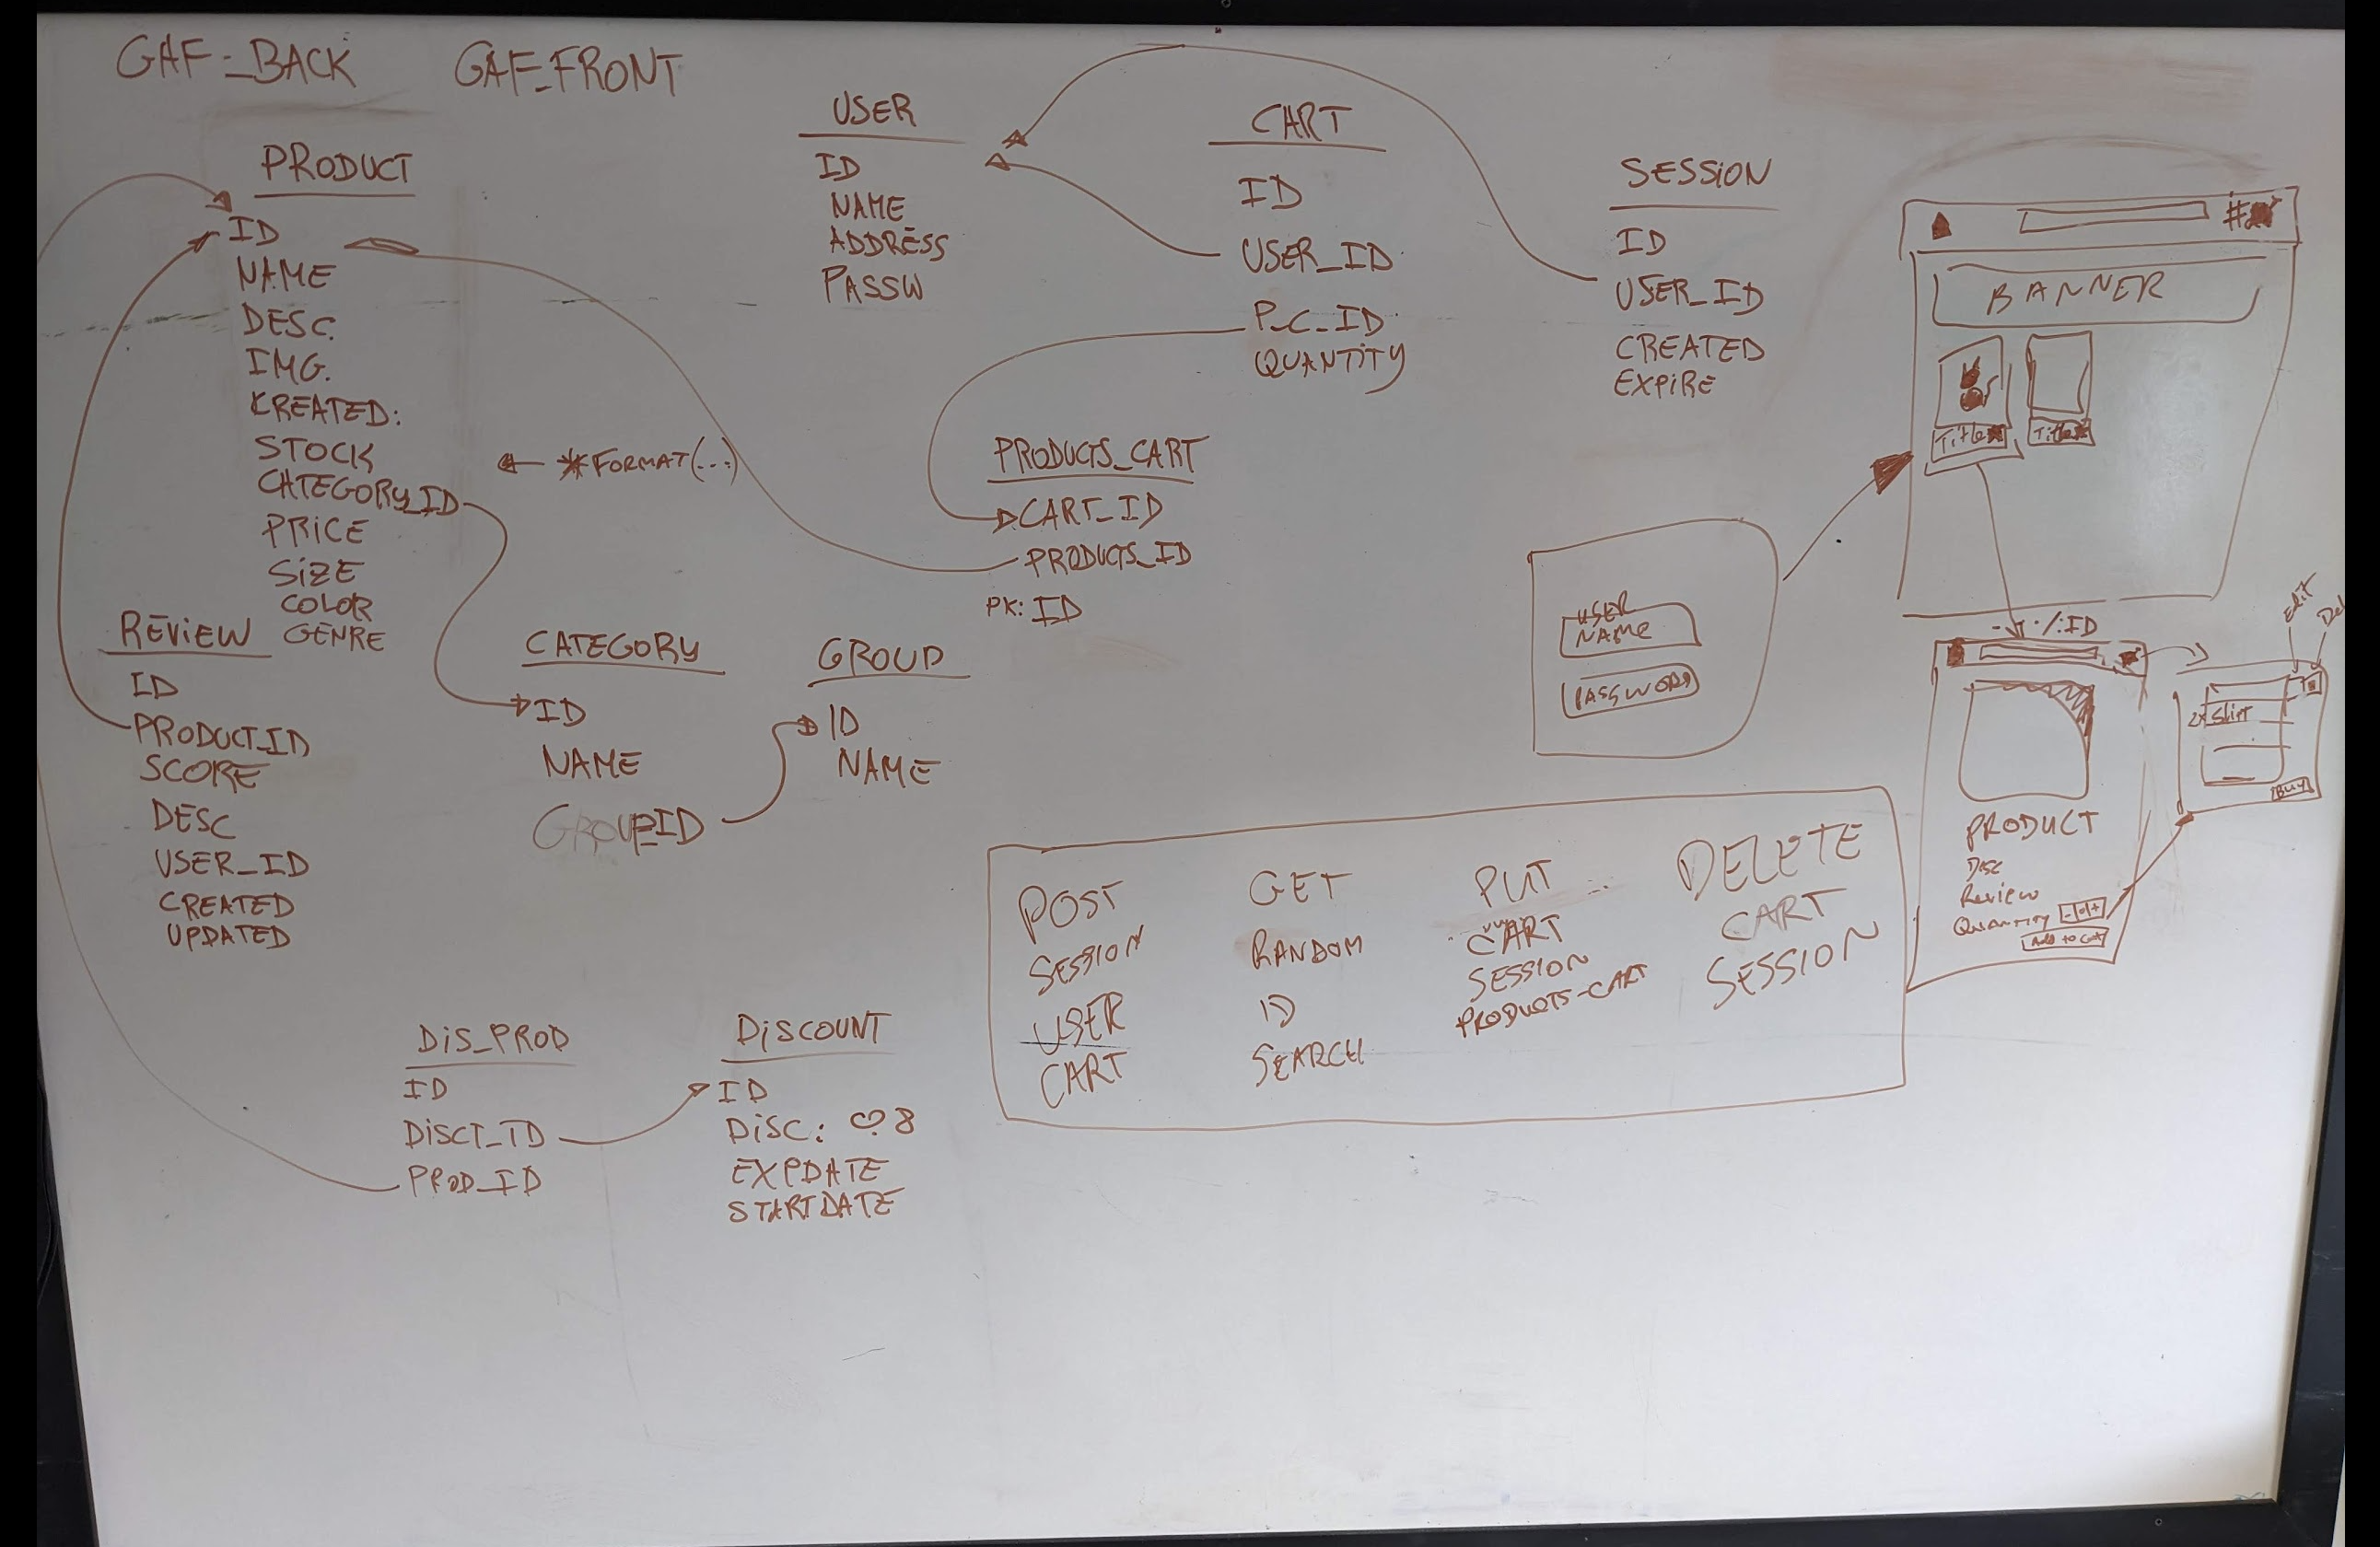 GAF_BACK
GAF_FRONT
PRODUCT
ID
NAME
DESC.
IMG.
CREATED:
STOCK
CATEGORY_ID
PRICE
SIZE
COLOR
GENRE
* FORMAT(...)
USER
ID
NAME
ADDRESS
PASSW
CART
ID
USER_ID
P_C_ID
QUANTITY
SESSION
ID
USER_ID
CREATED
EXPIRE
PRODUCTS_CART
CART_ID
PRODUCTS_ID
PK: ID
REVIEW
ID
PRODUCT_ID
SCORE
DESC
USER_ID
CREATED
UPDATED
CATEGORY
ID
NAME
GROUP_ID
GROUP
ID
NAME
DIS_PROD
ID
DISCT_ID
PROD_ID
DISCOUNT
ID
DISC:
EXPDATE
STARTDATE
POST
SESSION
USER
CART
GET
RANDOM
ID
SEARCH
PUT
CART
SESSION
PRODUCTS-CART
DELETE
CART
SESSION
USER
NAME
PASSWORD
BANNER
Title
Title
/:ID
PRODUCT
Disc
Review
Quantity
Add to cart
Edit
Del
2x Shirt
Buy